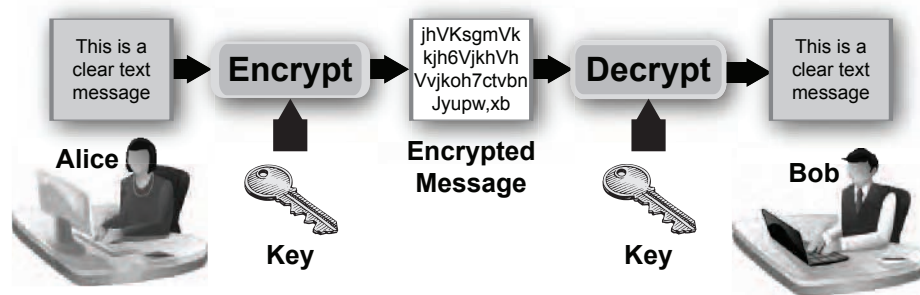 This is a
clear text
message
Encrypt
jhVKsgmVk
kjh6VjkhVh
Vvjkoh7ctvbn
Jyupw,xb
Decrypt
This is a
clear text
message
Alice
Key
Encrypted
Message
Key
Bob